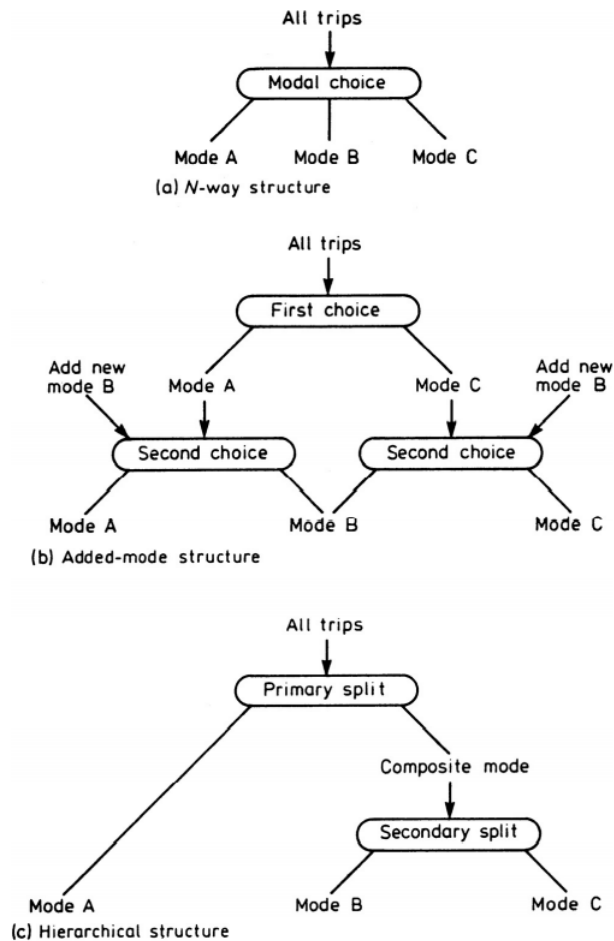 All trips
Modal choice
Mode A Mode B Mode C
(a) N-way structure
All trips
First choice
Add new
mode B
Mode A
Mode C
Add new
mode B
Second choice
Second choice
Mode A
Mode B
Mode C
(b) Added-mode structure
All trips
Primary split
Composite mode
Secondary split
Mode A
Mode B
Mode C
(c) Hierarchical structure